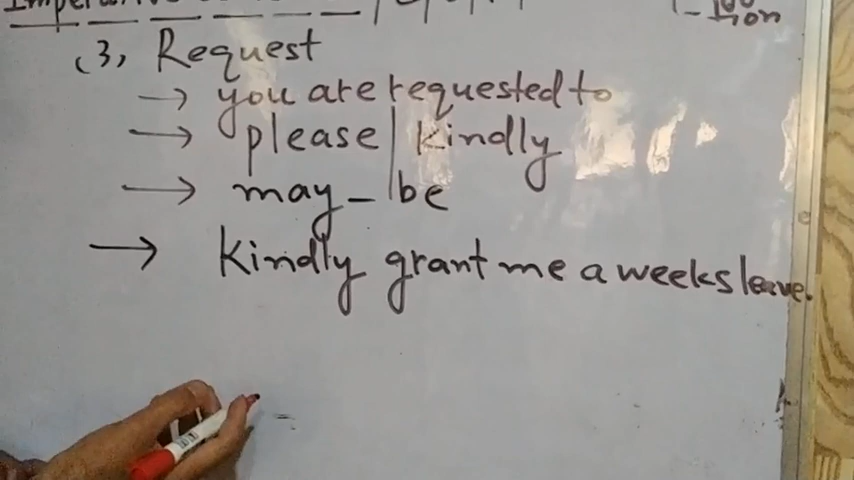 (3) Request
→ you are requested to
→ please / kindly
→ may _ be
→ Kindly grant me a weeks leave.